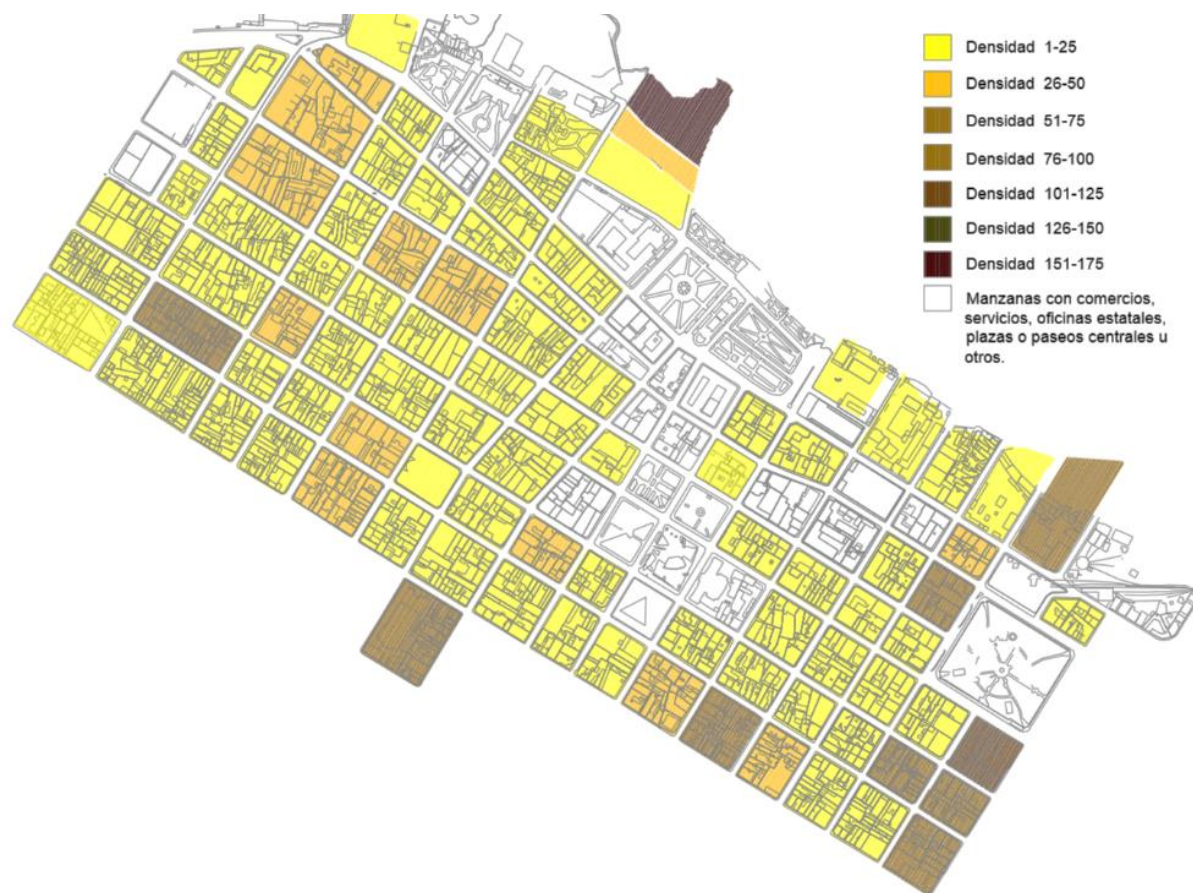 Densidad 1-25
Densidad 26-50
Densidad 51-75
Densidad 76-100
Densidad 101-125
Densidad 126-150
Densidad 151-175
Manzanas con comercios,
servicios, oficinas estatales,
plazas o paseos centrales u
otros.